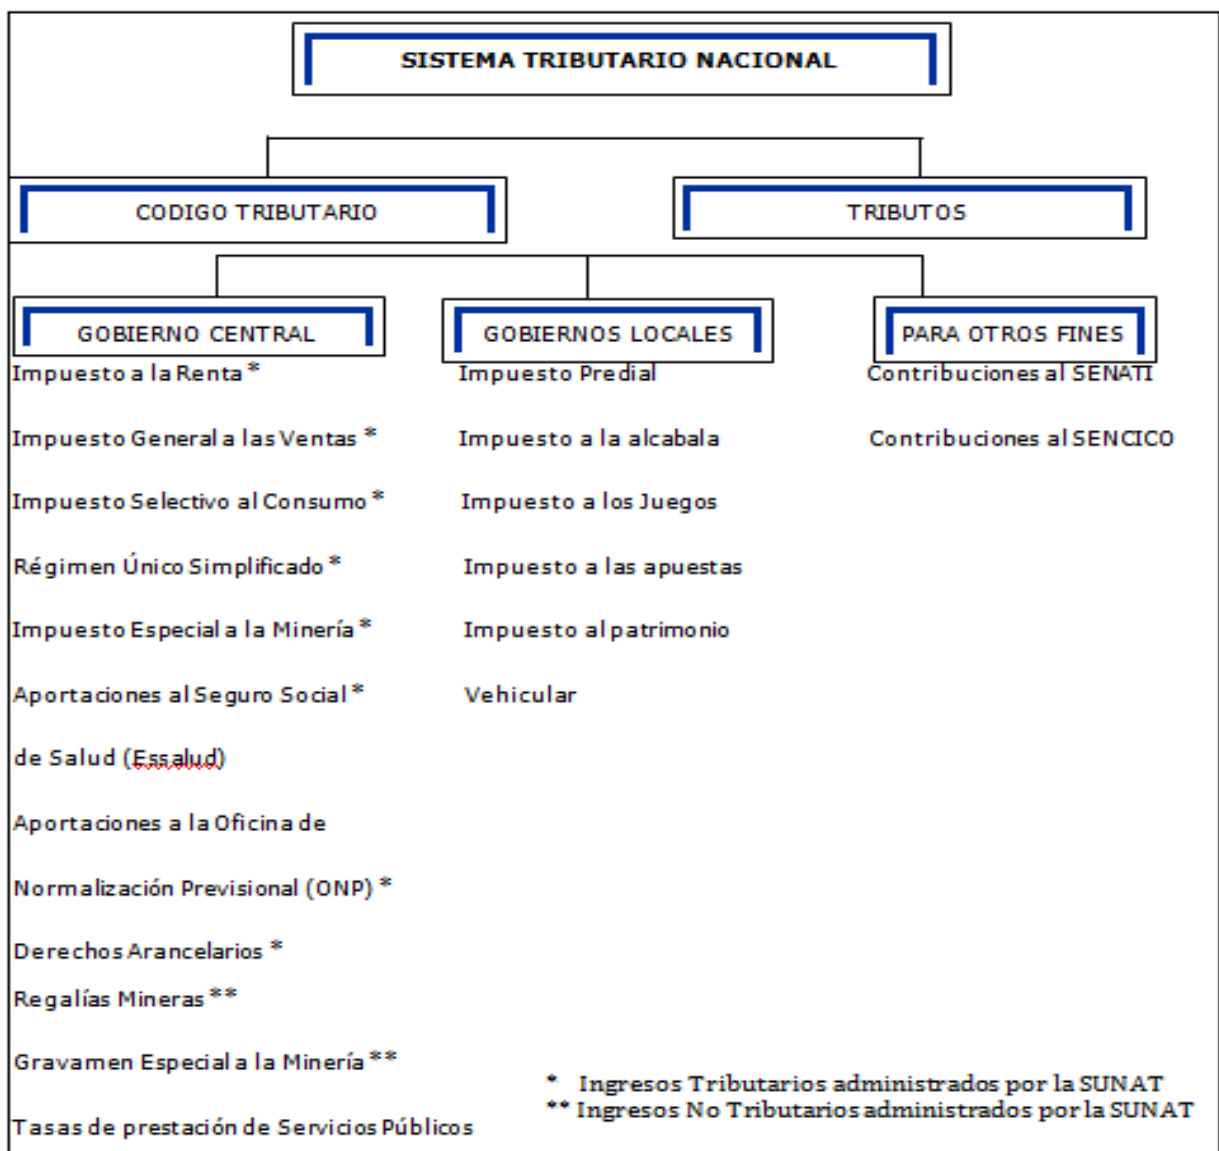 SISTEMA TRIBUTARIO NACIONAL
CODIGO TRIBUTARIO
TRIBUTOS
GOBIERNO CENTRAL
Impuesto a la Renta *
Impuesto General a las Ventas *
Impuesto Selectivo al Consumo *
Régimen Único Simplificado *
Impuesto Especial a la Minería *
Aportaciones al Seguro Social *
de Salud (Essalud)
Aportaciones a la Oficina de
Normalización Previsional (ONP) *
Derechos Arancelarios *
Regalías Mineras **
Gravamen Especial a la Minería **
Tasas de prestación de Servicios Públicos
GOBIERNOS LOCALES
Impuesto Predial
Impuesto a la alcabala
Impuesto a los Juegos
Impuesto a las apuestas
Impuesto al patrimonio
Vehicular
PARA OTROS FINES
Contribuciones al SENATI
Contribuciones al SENCICO
* Ingresos Tributarios administrados por la SUNAT
** Ingresos No Tributarios administrados por la SUNAT